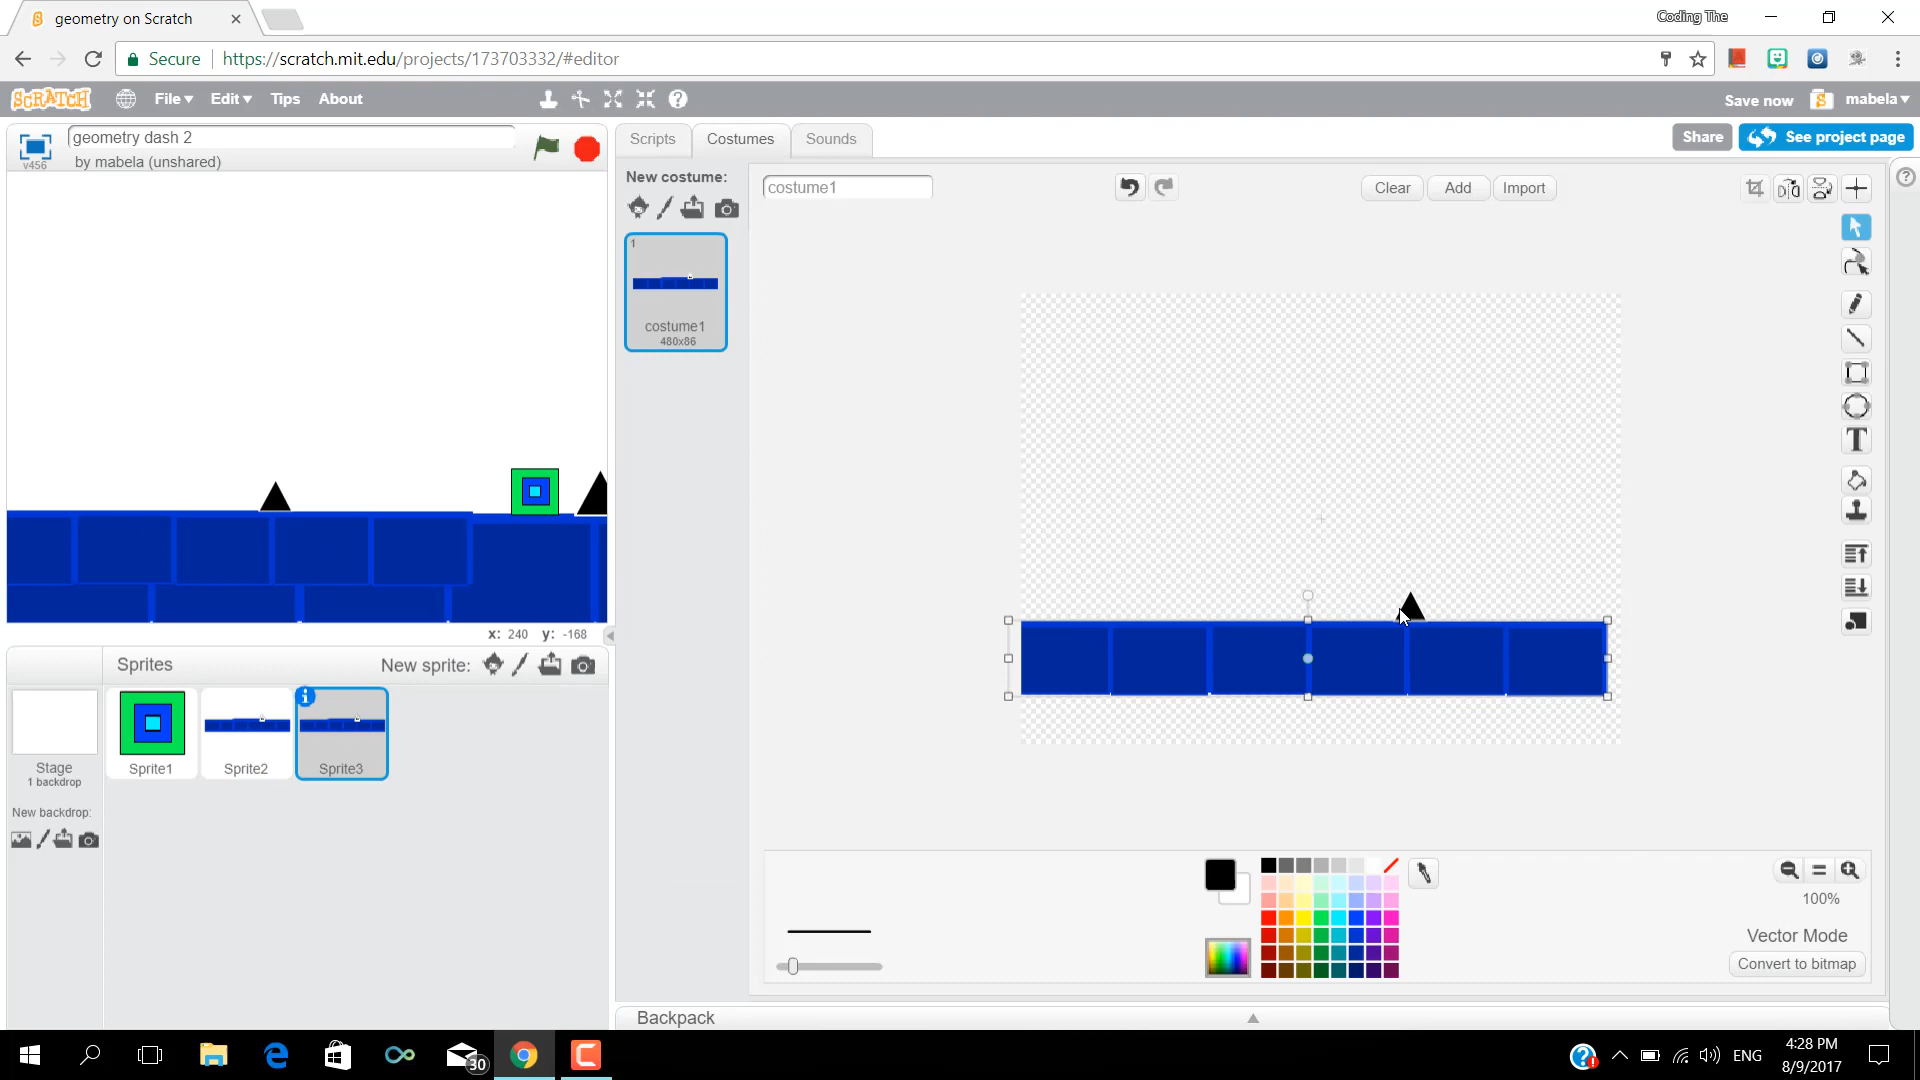 geometry on Scratch
Coding The
Secure
https://scratch.mit.edu/projects/173703332/#editor
SCRATCH
File
Edit
Tips
About
Save now
mabela
geometry dash 2
by mabela (unshared)
v456
Scripts
Costumes
Sounds
Share
See project page
New costume:
costume1
Clear
Add
Import
1
costume1
480x86
x: 240 y: -168
Sprites
New sprite:
Stage
1 backdrop
New backdrop:
Sprite1
Sprite2
Sprite3
T
100%
Vector Mode
Convert to bitmap
Backpack
30
ENG
4:28 PM
8/9/2017